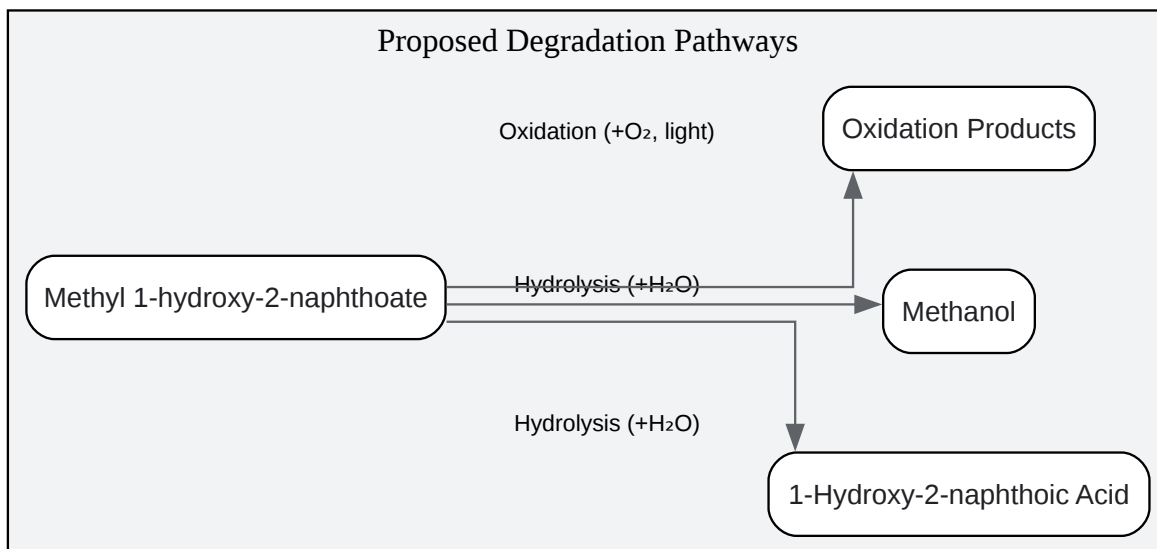 Proposed Degradation Pathways
Oxidation (+O₂, light)
Oxidation Products
Methyl 1-hydroxy-2-naphthoate
Hydrolysis (+H₂O)
Methanol
Hydrolysis (+H₂O)
1-Hydroxy-2-naphthoic Acid